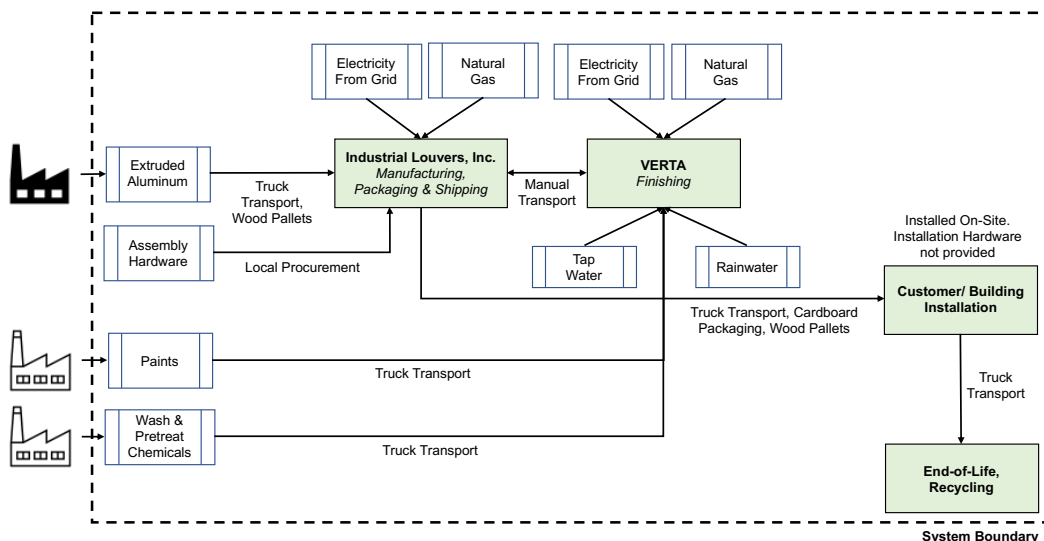 Electricity
From Grid
Natural
Gas
Electricity
From Grid
Natural
Gas
Extruded
Aluminum
Truck
Transport,
Wood Pallets
Industrial Louvers, Inc.
Manufacturing,
Packaging & Shipping
Manual
Transport
VERTA
Finishing
Assembly
Hardware
Local Procurement
Tap
Water
Rainwater
Installed On-Site.
Installation Hardware
not provided
Customer/ Building
Installation
Truck Transport, Cardboard
Packaging, Wood Pallets
Paints
Truck Transport
Truck
Transport
Wash &
Pretreat
Chemicals
Truck Transport
End-of-Life,
Recycling
System Boundary